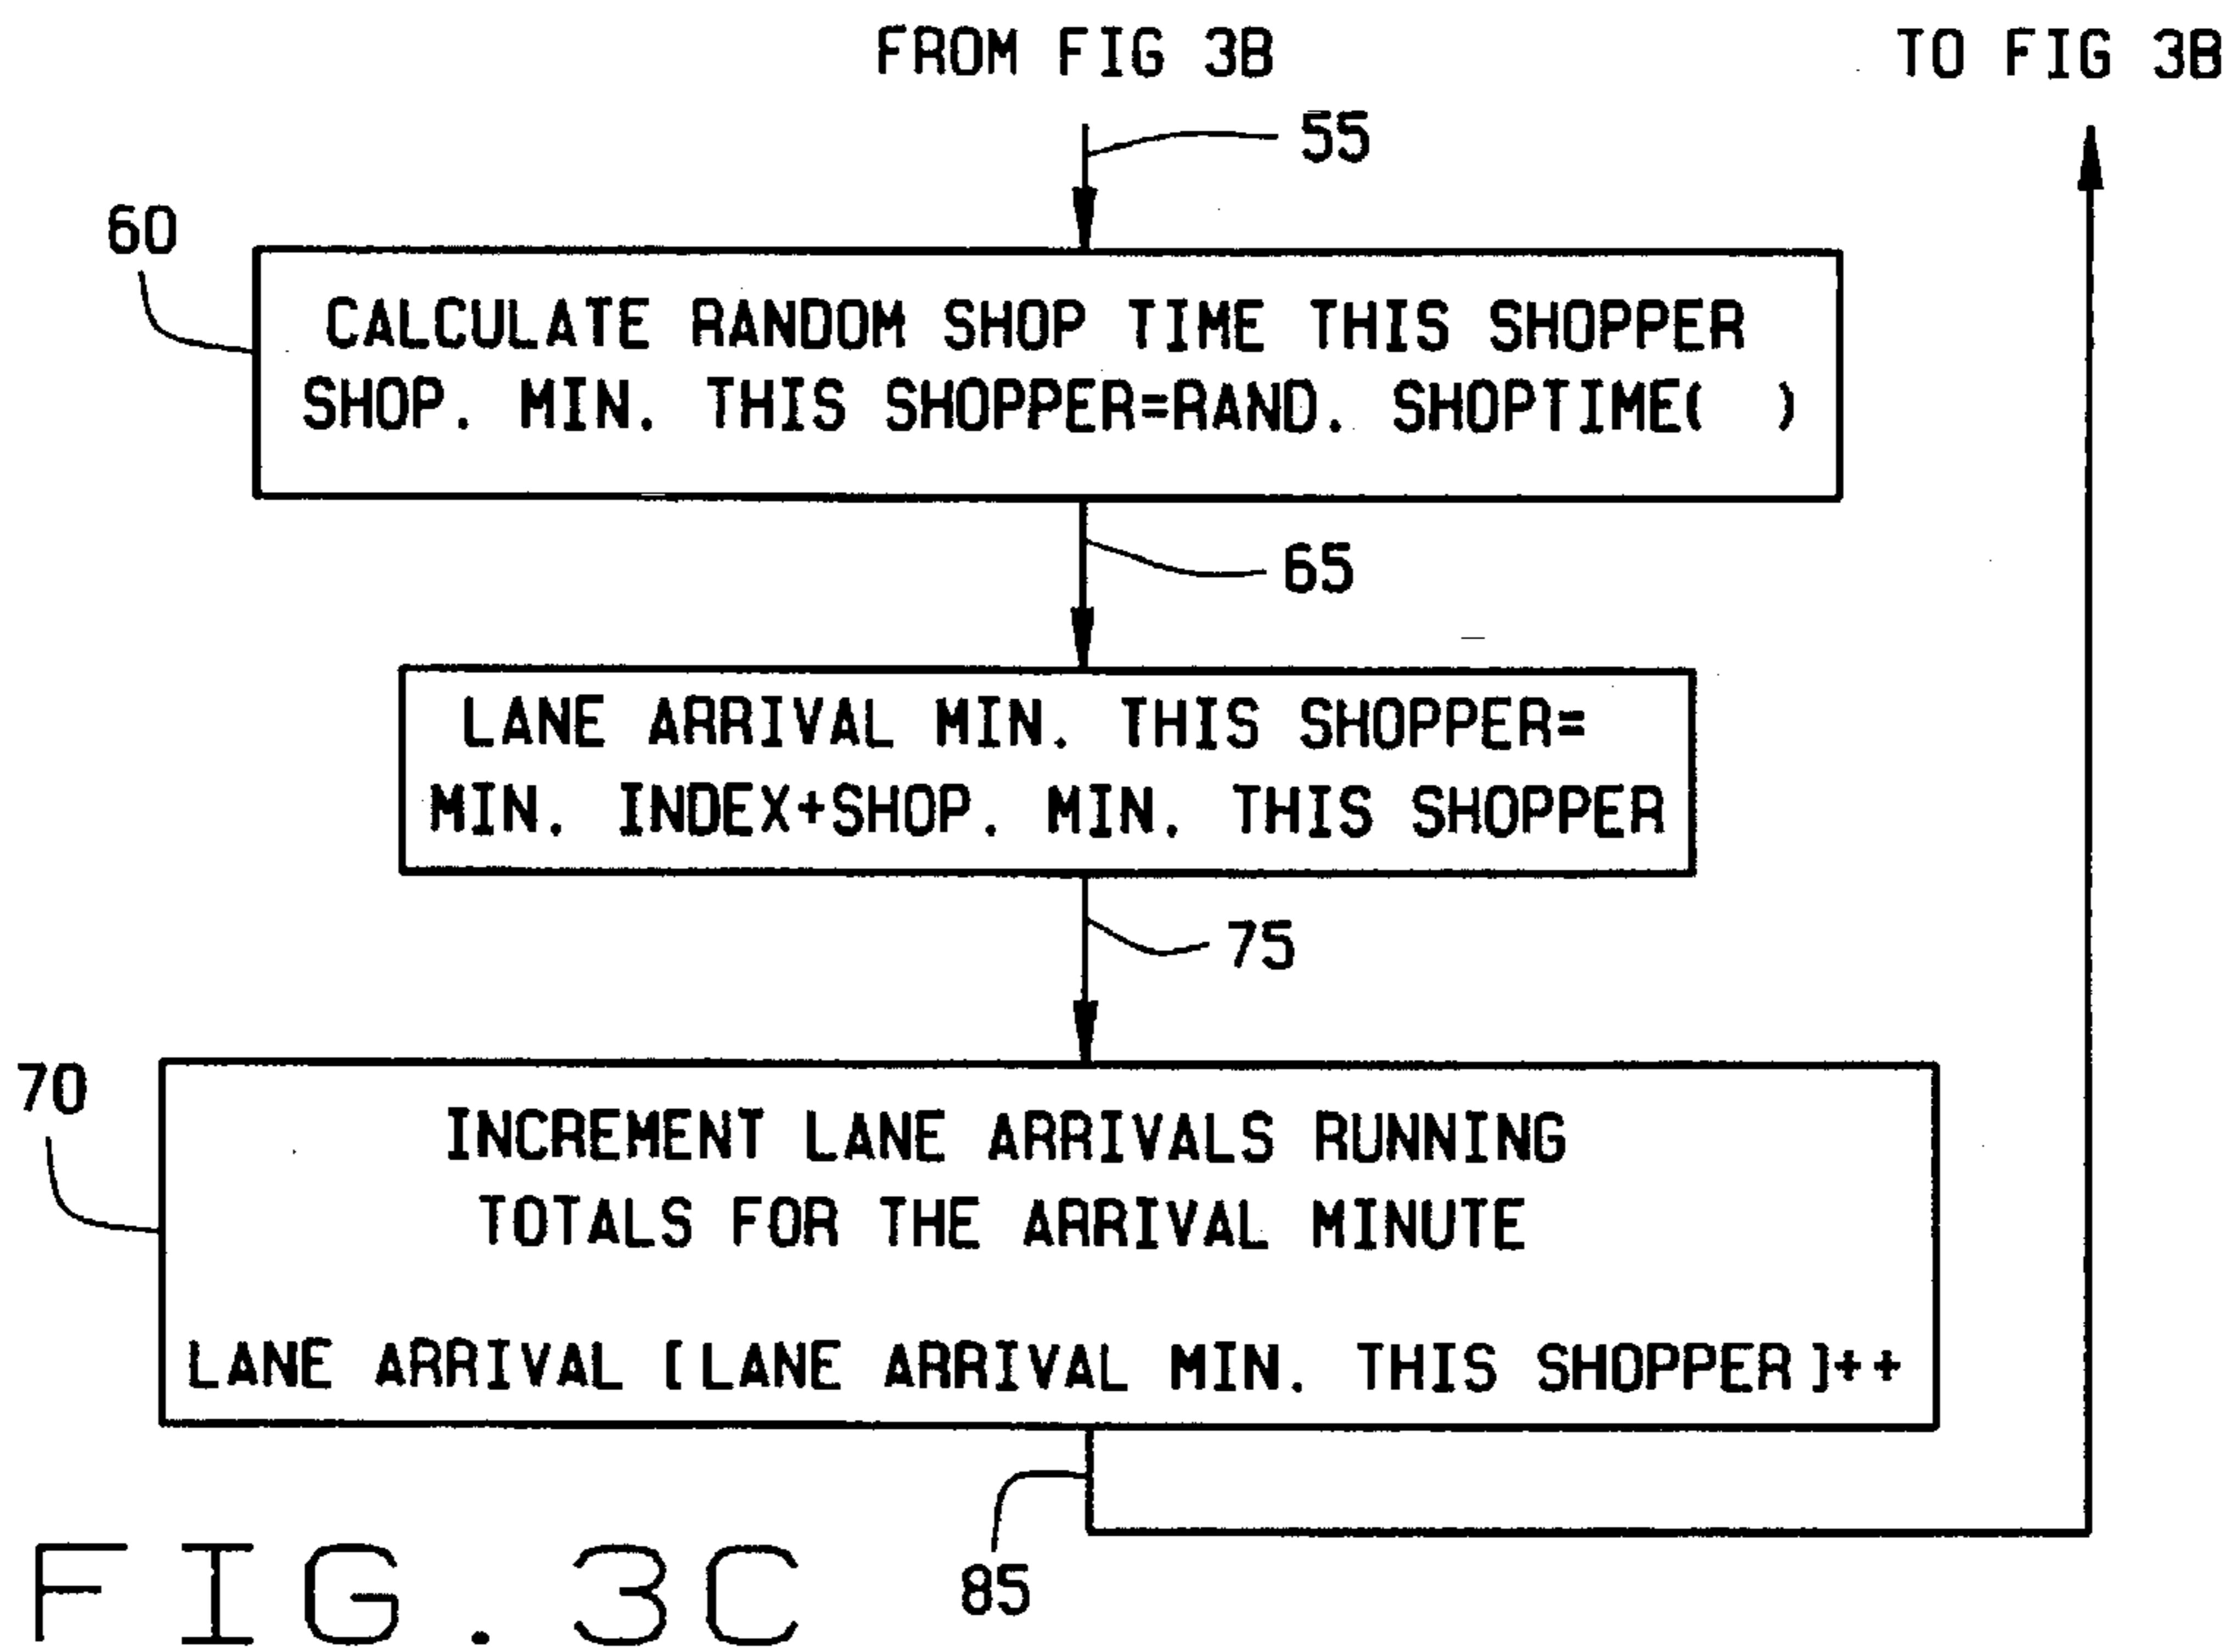 FROM FIG 3B
TO FIG 3B
55
60
CALCULATE RANDOM SHOP TIME THIS SHOPPER
SHOP. MIN. THIS SHOPPER=RAND. SHOPTIME( )
65
LANE ARRIVAL MIN. THIS SHOPPER=
MIN. INDEX+SHOP. MIN. THIS SHOPPER
75
70
INCREMENT LANE ARRIVALS RUNNING
TOTALS FOR THE ARRIVAL MINUTE
LANE ARRIVAL [LANE ARRIVAL MIN. THIS SHOPPER]++
85
FIG. 3C